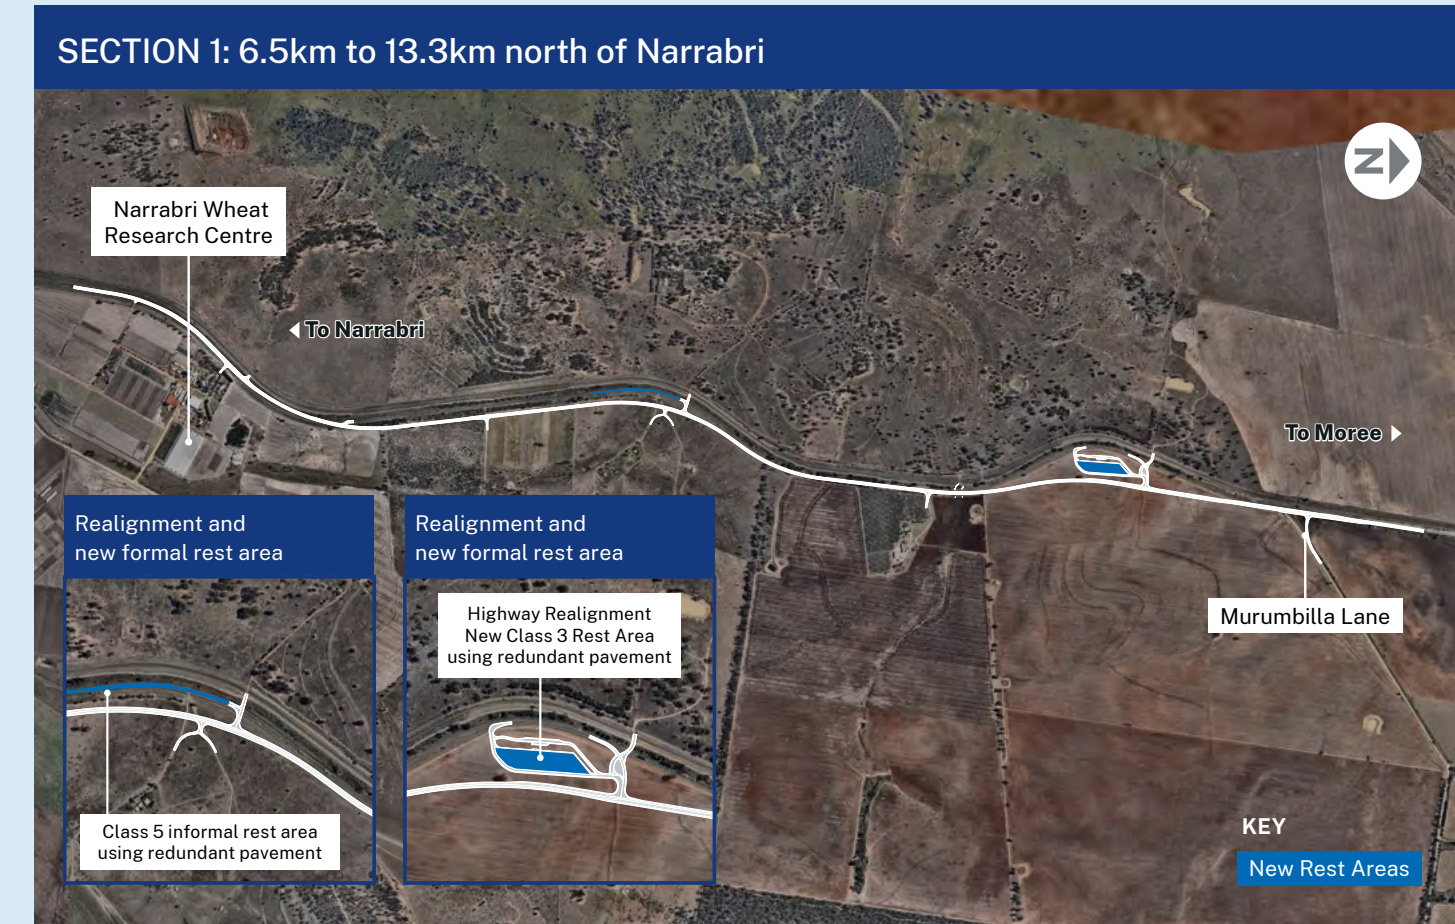 SECTION 1: 6.5km to 13.3km north of Narrabri
Z
Narrabri Wheat
Research Centre
To Narrabri
To Moree
Murumbilla Lane
Realignment and
new formal rest area
Class 5 informal rest area
using redundant pavement
Realignment and
new formal rest area
Highway Realignment
New Class 3 Rest Area
using redundant pavement
KEY
New Rest Areas